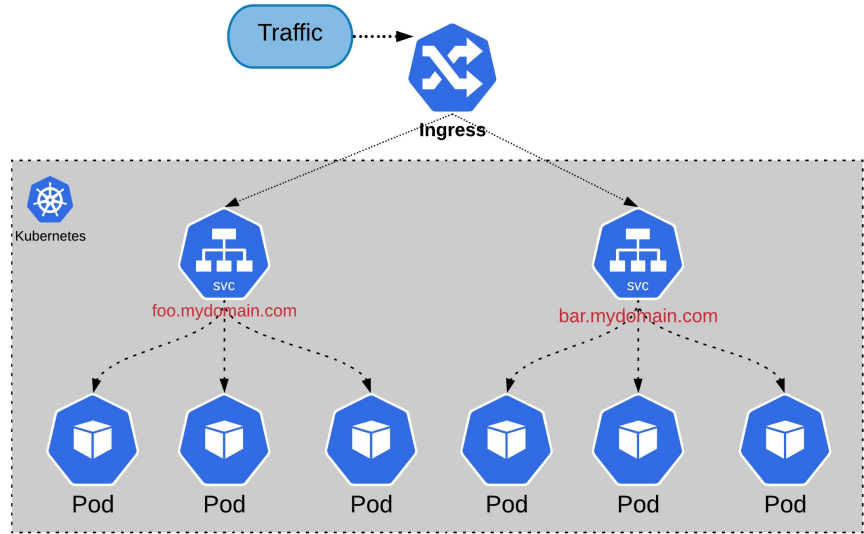 Traffic
Ingress
Kubernetes
svc
svc
foo.mydomain.com
bar.mydomain.com
Pod
Pod
Pod
Pod
Pod
Pod